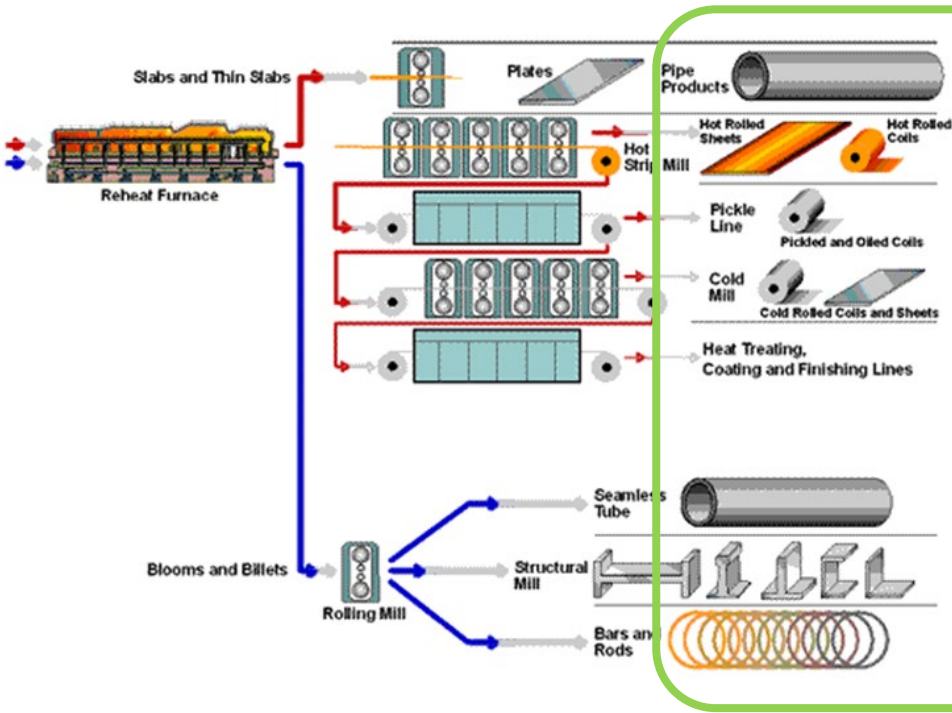 Slabs and Thin Slabs
Plates
Pipe
Products
Reheat Furnace
Hot
Strip Mill
Hot Rolled
Sheets
Hot Rolled
Coils
Pickle
Line
Pickled and Oiled Coils
Cold
Mill
Cold Rolled Coils and Sheets
Heat Treating,
Coating and Finishing Lines
Blooms and Billets
Rolling Mill
Seamless
Tube
Structural
Mill
Bars and
Rods